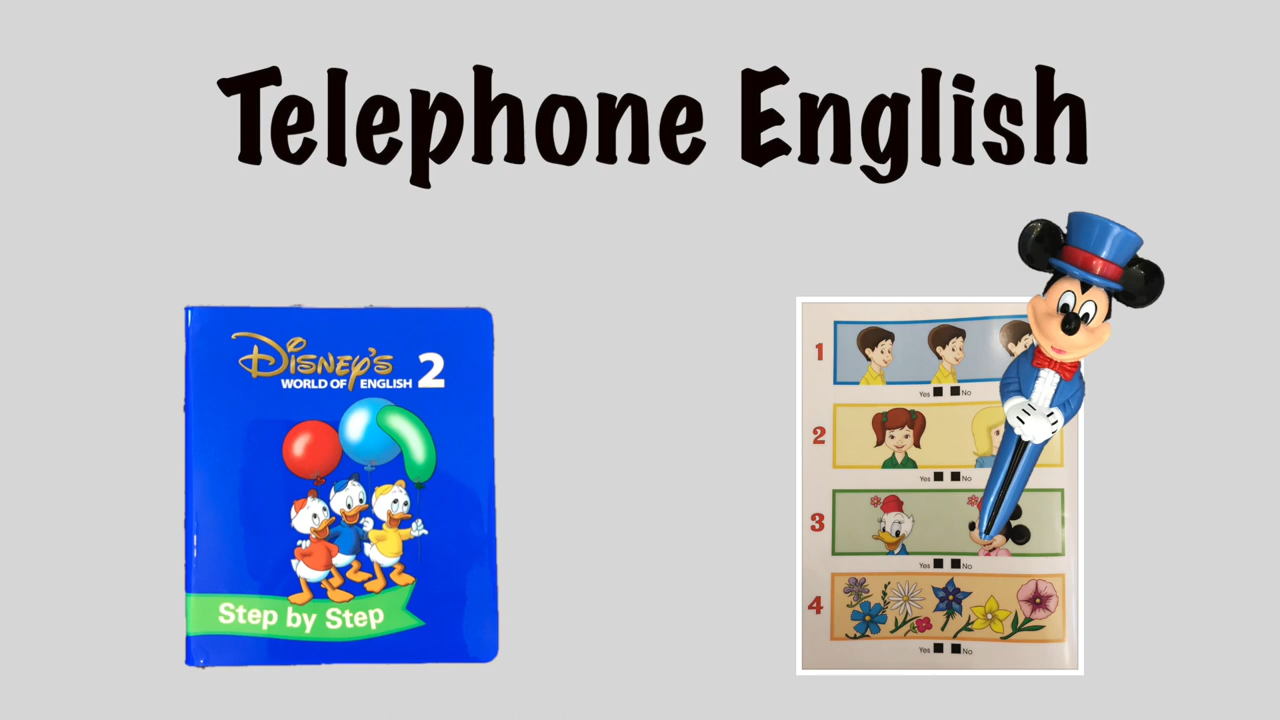 Telephone English
Disney's
WORLD OF ENGLISH 2
Step by Step
1
Yes No
2
Yes No
3
Yes No
4
Yes No